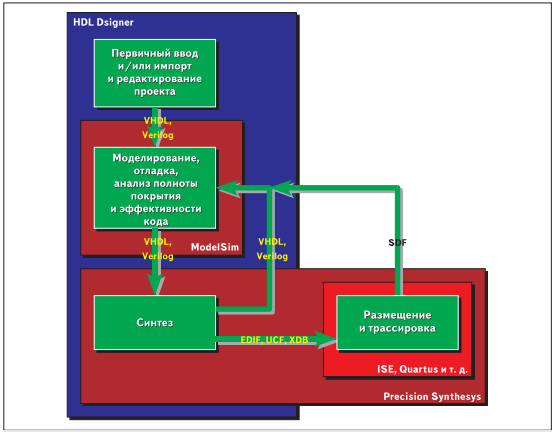 HDL Dsigner
Первичный ввод
и/или импорт
и редактирование
проекта
VHDL,
Verilog
Моделирование,
отладка,
анализ полноты
покрытия
и эффективности
кода
VHDL,
Verilog
ModelSim
VHDL,
Verilog
SDF
Синтез
EDIF, UCF, XDB
Размещение
и трассировка
ISE, Quartus и т. д.
Precision Synthesys